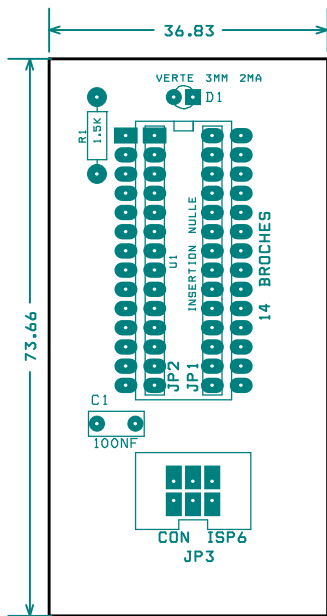 36.83
VERTE 3MM 2MA
D1
R1
1.5K
U1
INSERTION NULLE
14 BROCHES
73.66
JP2
JP1
C1
100NF
CON ISP6
JP3